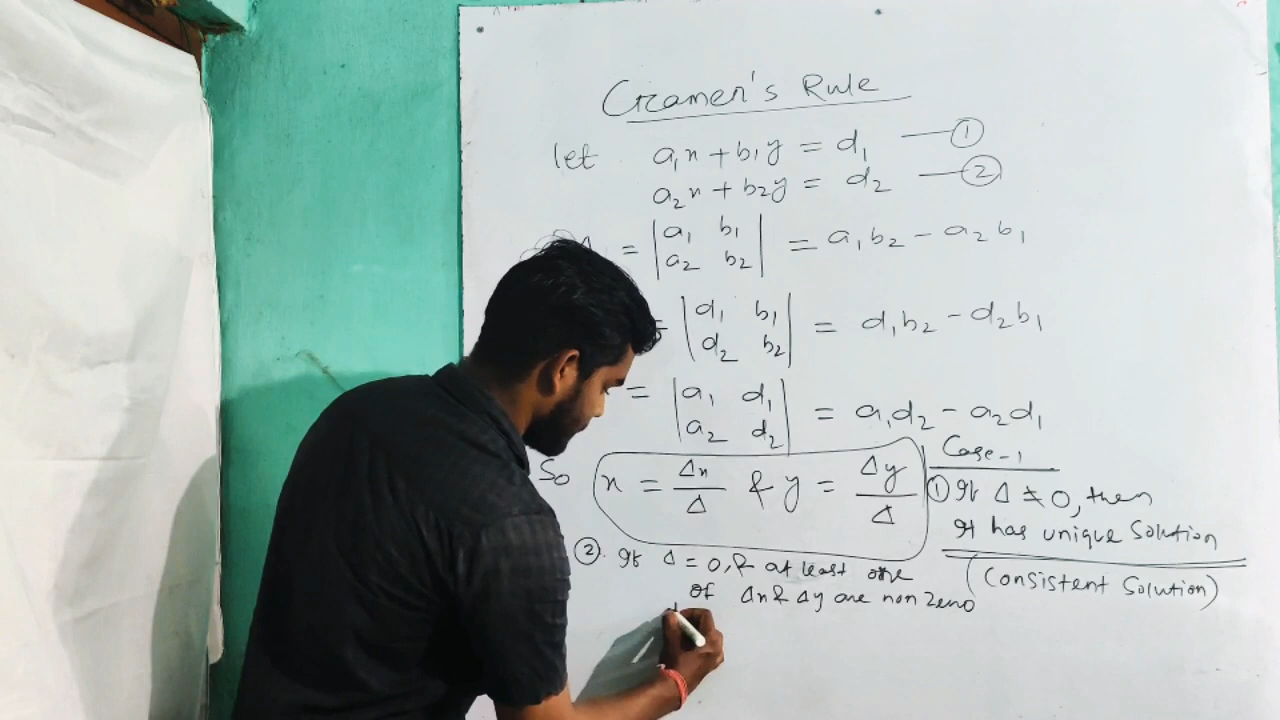 Cramer's Rule
let a₁x + b₁y = d₁ — ①
a₂x + b₂y = d₂ — ②
Δ = |a₁ b₁|
|a₂ b₂| = a₁b₂ - a₂b₁
= |d₁ b₁|
|d₂ b₂| = d₁b₂ - d₂b₁
= |a₁ d₁|
|a₂ d₂| = a₁d₂ - a₂d₁
So x = Δx/Δ & y = Δy/Δ
Case-1
① If Δ ≠ 0, then
It has unique Solution
(Consistent Solution)
②. If Δ = 0, & at least one
of Δx & Δy are non Zero